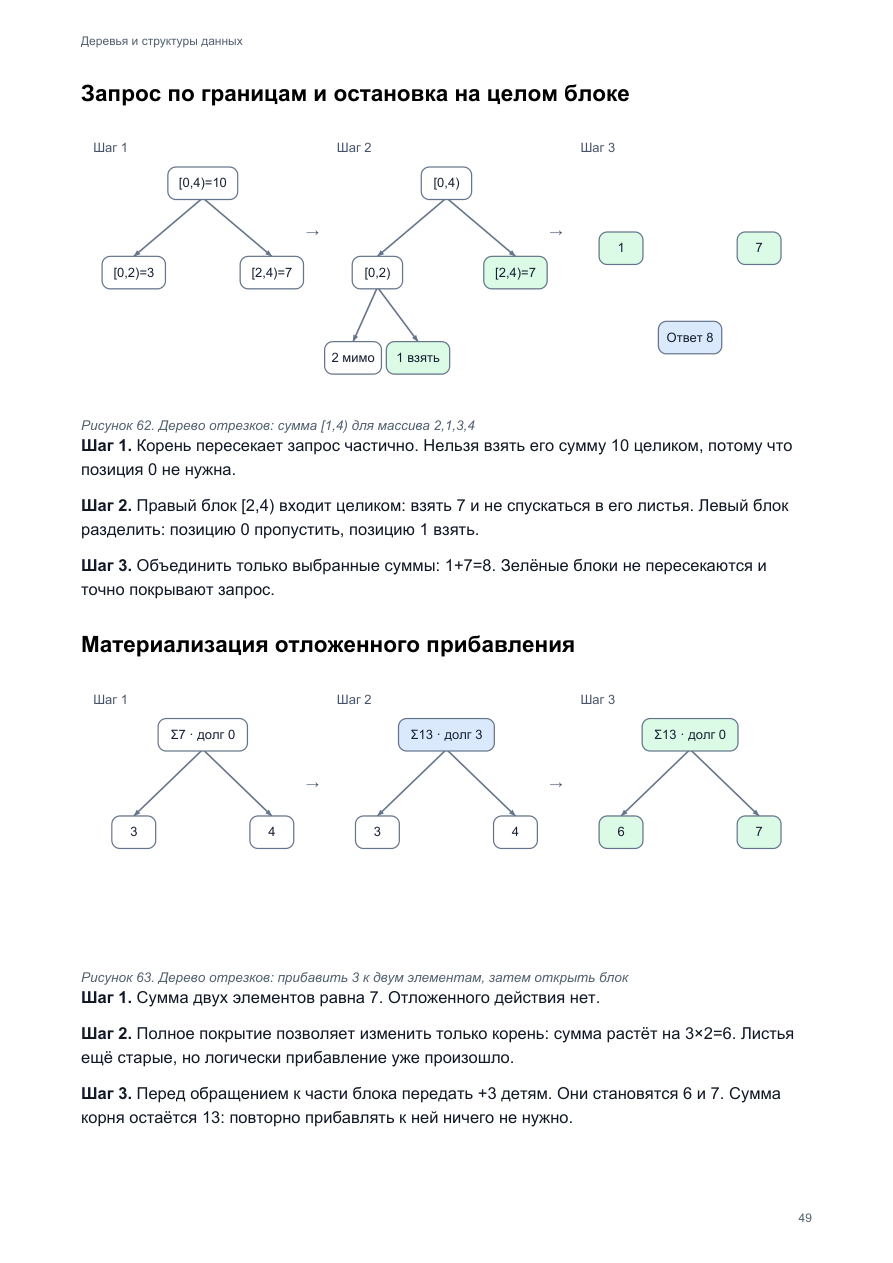 Деревья и структуры данных
Запрос по границам и остановка на целом блоке
Шаг 1
Шаг 2
Шаг 3
[0,4)=10
[0,4)
→
→
1
7
[0,2)=3
[2,4)=7
[0,2)
[2,4)=7
Ответ 8
2 мимо
1 взять
Рисунок 62. Дерево отрезков: сумма [1,4) для массива 2,1,3,4
Шаг 1. Корень пересекает запрос частично. Нельзя взять его сумму 10 целиком, потому что
позиция 0 не нужна.
Шаг 2. Правый блок [2,4) входит целиком: взять 7 и не спускаться в его листья. Левый блок
разделить: позицию 0 пропустить, позицию 1 взять.
Шаг 3. Объединить только выбранные суммы: 1+7=8. Зелёные блоки не пересекаются и
точно покрывают запрос.
Материализация отложенного прибавления
Шаг 1
Шаг 2
Шаг 3
Σ7 · долг 0
Σ13 · долг 3
Σ13 · долг 0
→
→
3
4
3
4
6
7
Рисунок 63. Дерево отрезков: прибавить 3 к двум элементам, затем открыть блок
Шаг 1. Сумма двух элементов равна 7. Отложенного действия нет.
Шаг 2. Полное покрытие позволяет изменить только корень: сумма растёт на 3×2=6. Листья
ещё старые, но логически прибавление уже произошло.
Шаг 3. Перед обращением к части блока передать +3 детям. Они становятся 6 и 7. Сумма
корня остаётся 13: повторно прибавлять к ней ничего не нужно.
49